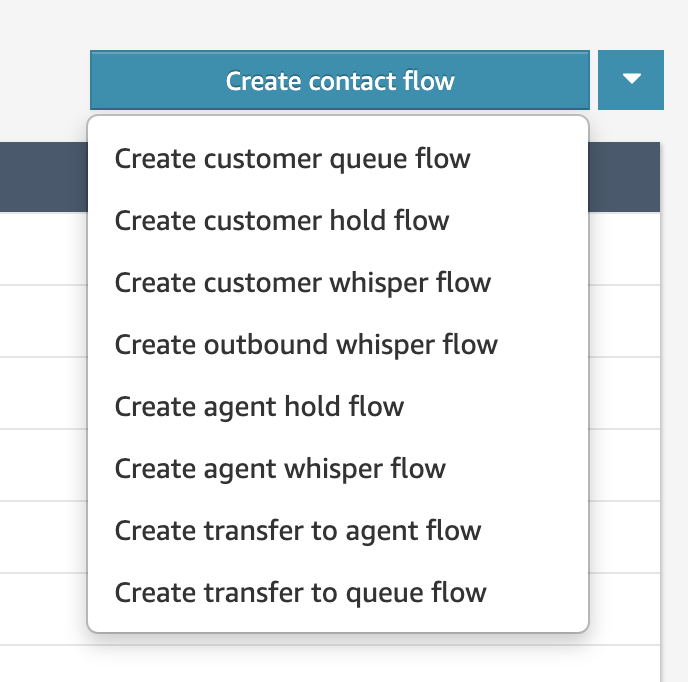 Create contact flow
Create customer queue flow
Create customer hold flow
Create customer whisper flow
Create outbound whisper flow
Create agent hold flow
Create agent whisper flow
Create transfer to agent flow
Create transfer to queue flow